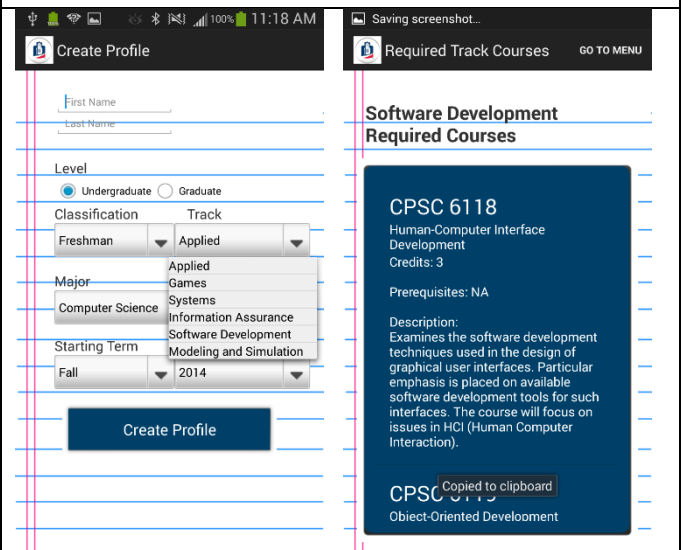 100% 11:18 AM
Create Profile
First Name
Last Name
Level
Undergraduate Graduate
Classification Track
Freshman Applied
Applied
Games
Systems
Information Assurance
Software Development
Modeling and Simulation
Major
Computer Science
Starting Term
Fall 2014
Create Profile
Saving screenshot...
Required Track Courses GO TO MENU
Software Development
Required Courses
CPSC 6118
Human-Computer Interface
Development
Credits: 3
Prerequisites: NA
Description:
Examines the software development
techniques used in the design of
graphical user interfaces. Particular
emphasis is placed on available
software development tools for such
interfaces. The course will focus on
issues in HCI (Human Computer
Interaction).
Copied to clipboard
CPSC 6119
Object-Oriented Development